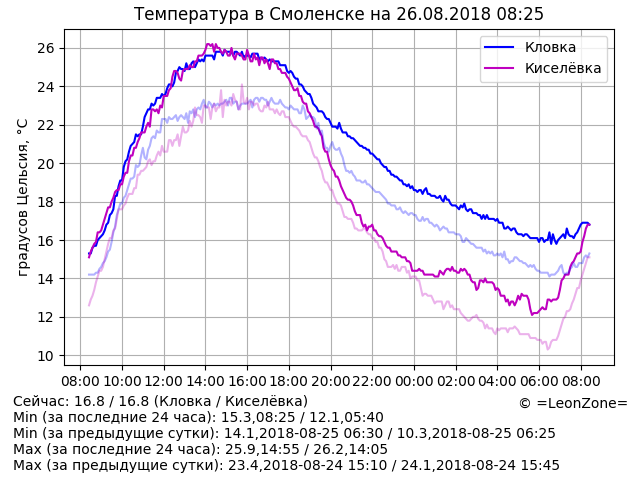 Температура в Смоленске на 26.08.2018 08:25
Кловка
Киселёвка
градусов Цельсия, °C
26
24
22
20
18
16
14
12
10
08:00 10:00 12:00 14:00 16:00 18:00 20:00 22:00 00:00 02:00 04:00 06:00 08:00
Сейчас: 16.8 / 16.8 (Кловка / Киселёвка)
© =LeonZone=
Min (за последние 24 часа): 15.3,08:25 / 12.1,05:40
Min (за предыдущие сутки): 14.1,2018-08-25 06:30 / 10.3,2018-08-25 06:25
Max (за последние 24 часа): 25.9,14:55 / 26.2,14:05
Max (за предыдущие сутки): 23.4,2018-08-24 15:10 / 24.1,2018-08-24 15:45